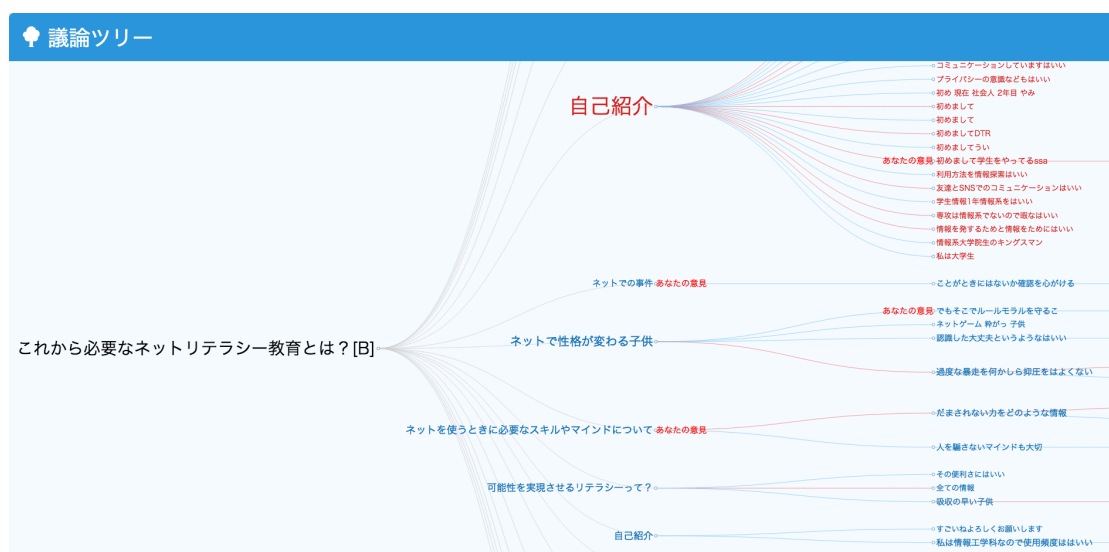 議論ツリー
コミュニケーションしていますはいい
プライバシーの意識などもはいい
初め 現在 社会人 2年目 やみ
自己紹介
初めまして
初めまして
初めましてDTR
初めましてうい
あなたの意見 初めまして学生をやってるssa
利用方法を情報探索はいい
友達とSNSでのコミュニケーションはいい
学生情報1年情報系をはいい
専攻は情報系でないので暇なはいい
情報を発するためと情報をためにはいい
情報系大学院生のキングスマン
私は大学生
ネットでの事件 あなたの意見 ことがときにはないか確認を心がける
あなたの意見 でもそこでルールモラルを守るこ
ネットゲーム 粋がっ 子供
ネットで性格が変わる子供 認識した大丈夫というようなはいい
これから必要なネットリテラシー教育とは？[B]
過度な暴走を何かしら抑圧をはよくない
だまされない力をどのような情報
ネットを使うときに必要なスキルやマインドについて あなたの意見
人を騙さないマインドも大切
その便利さにはいい
可能性を実現させるリテラシーって？ 全ての情報
吸収の早い子供
すごいねよろしくお願いします
自己紹介
私は情報工学科なので使用頻度ははいい